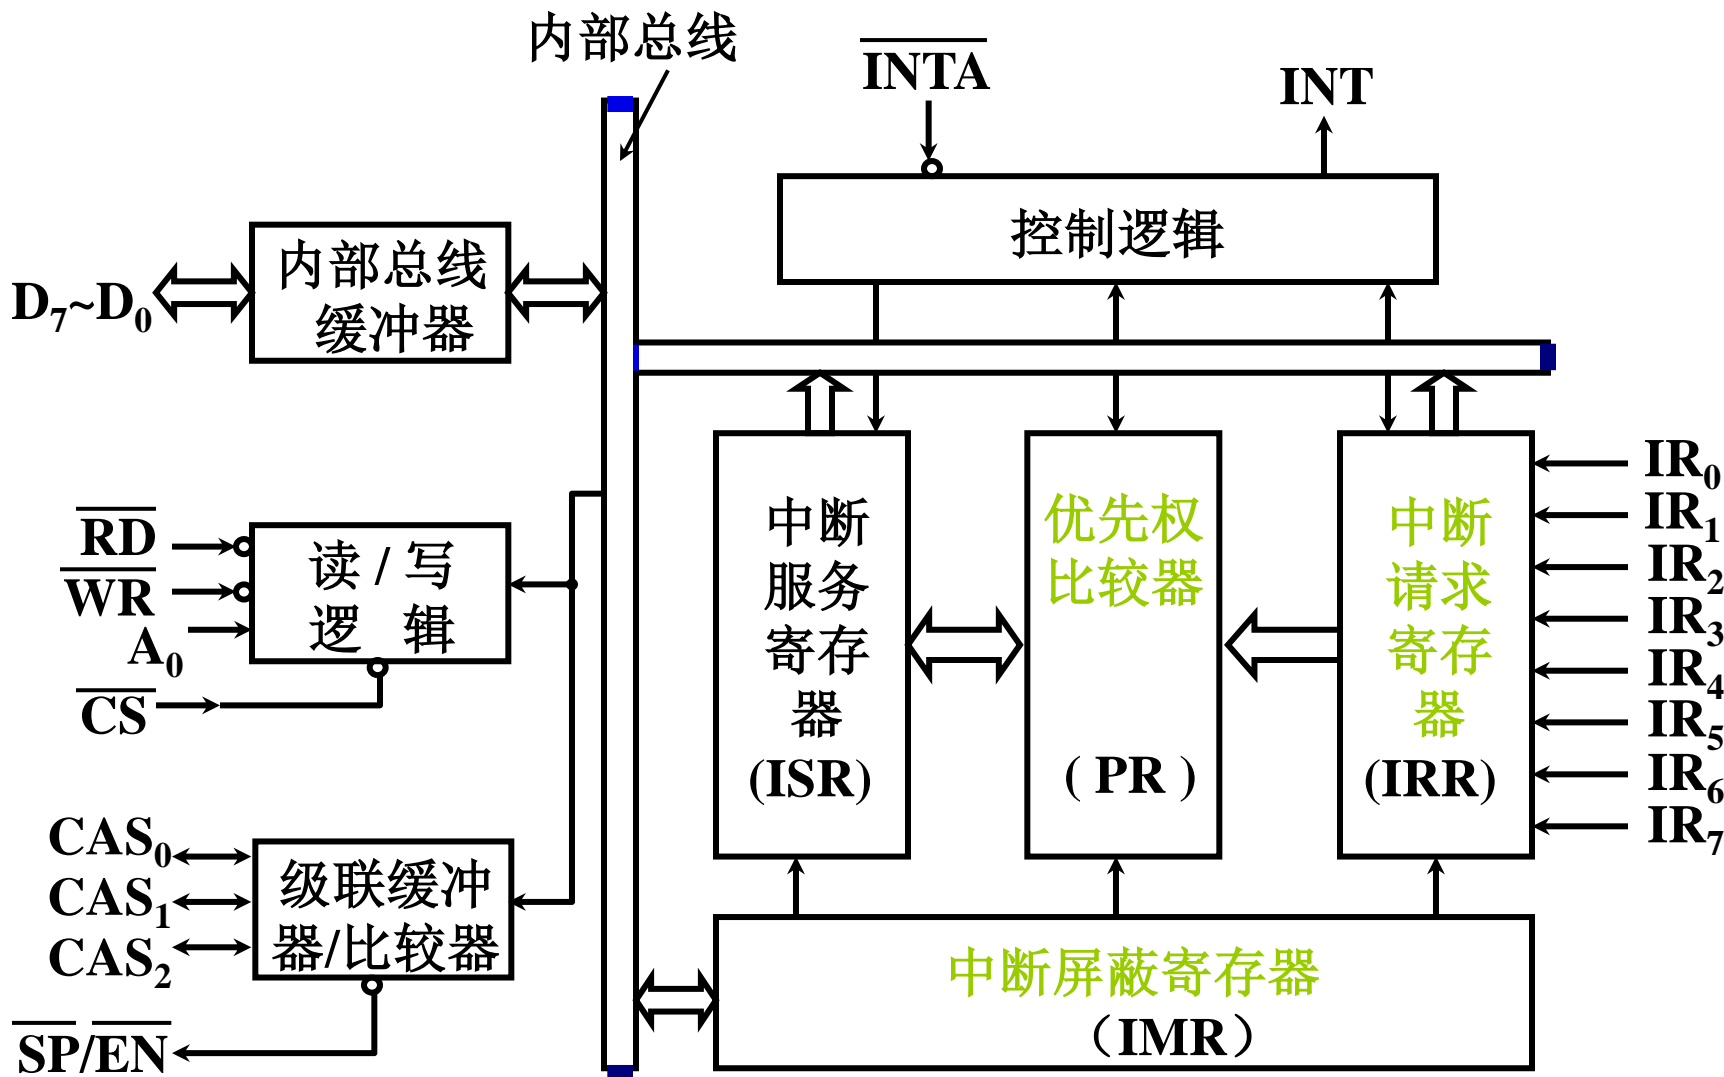 内部总线
INTA
INT
控制逻辑
内部总线
缓冲器
D7~D0
RD
WR
A0
CS
读 / 写
逻 辑
CAS0
CAS1
CAS2
级联缓冲
器/比较器
SP/EN
中断
服务
寄存
器
(ISR)
优先权
比较器
( PR )
中断
请求
寄存
器
(IRR)
IR0
IR1
IR2
IR3
IR4
IR5
IR6
IR7
中断屏蔽寄存器
（IMR）